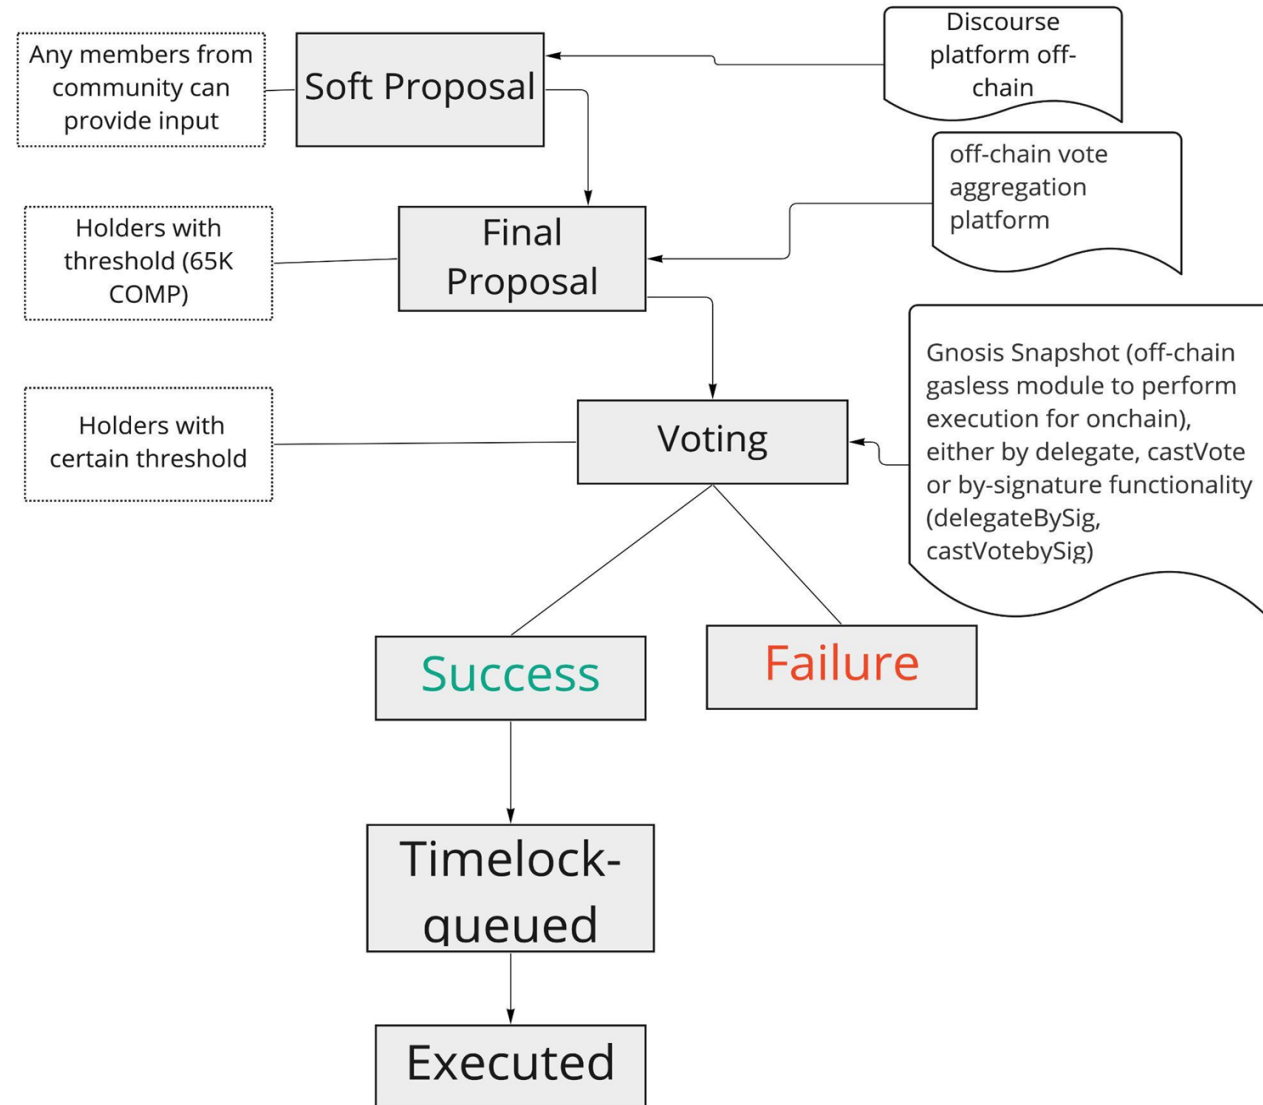 Any members from
community can
provide input
Soft Proposal
Discourse
platform off-
chain
off-chain vote
aggregation
platform
Holders with
threshold (65K
COMP)
Final
Proposal
Gnosis Snapshot (off-chain
gasless module to perform
execution for onchain),
either by delegate, castVote
or by-signature functionality
(delegateBySig,
castVotebySig)
Holders with
certain threshold
Voting
Success
Failure
Timelock-
queued
Executed